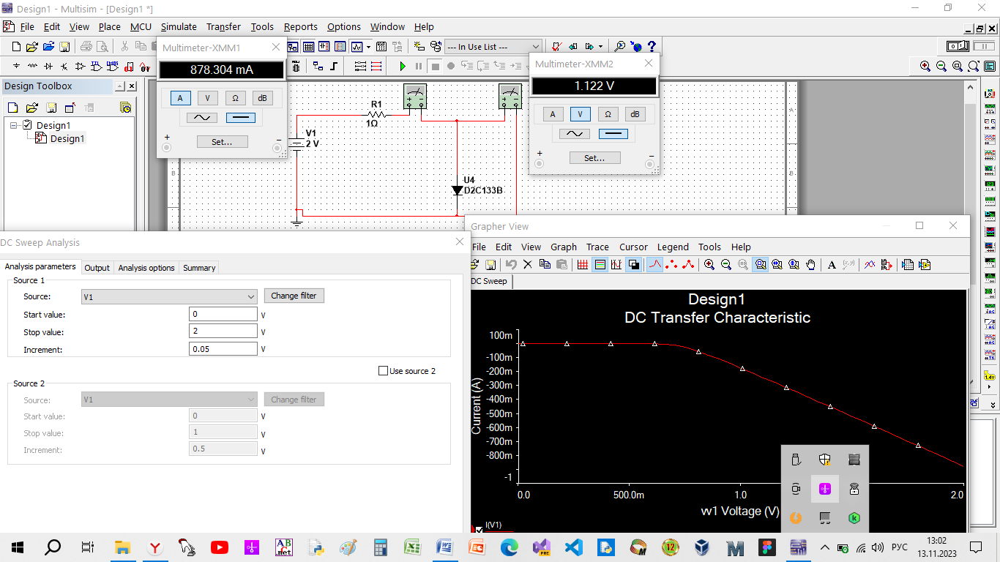 Design1 - Multisim - [Design1 *]
File Edit View Place MCU Simulate Transfer Tools Reports Options Window Help
--- In Use List ---
Multimeter-XMM1
878.304 mA
A V Ω dB
Set...
+ −
Multimeter-XMM2
1.122 V
A V Ω dB
Set...
+ −
Design Toolbox
Design1
Design1
R1
1Ω
V1
2 V
U4
D2C133B
A
B
DC Sweep Analysis
Analysis parameters Output Analysis options Summary
Source 1
Source: V1 Change filter
Start value: 0 V
Stop value: 2 V
Increment: 0.05 V
Use source 2
Source 2
Source: V1 Change filter
Start value: 0 V
Stop value: 1 V
Increment: 0.5 V
Grapher View
File Edit View Graph Trace Cursor Legend Tools Help
DC Sweep
Design1
DC Transfer Characteristic
Current (A)
100m
-100m
-200m
-300m
-400m
-500m
-600m
-700m
-800m
-1
0.0 500.0m 1.0 2.0
vv1 Voltage (V)
I(V1)
РУС
13:02
13.11.2023